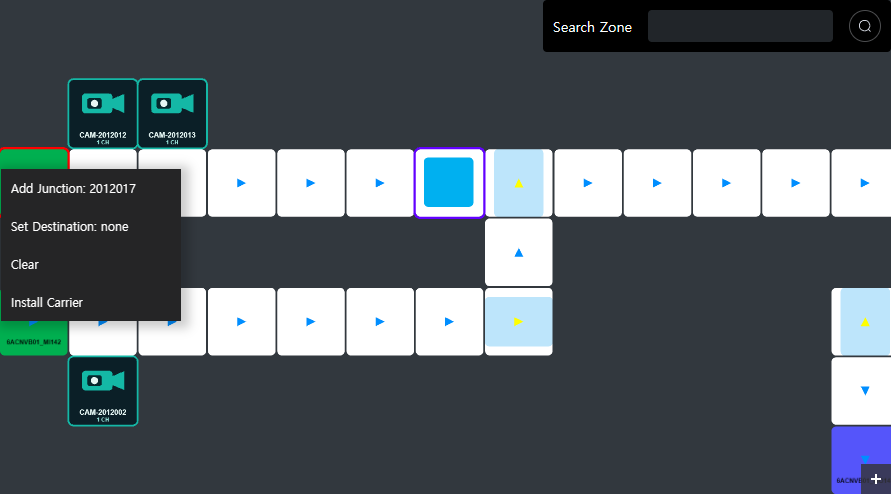 Search Zone
CAM-2012012
1 CH
CAM-2012013
1 CH
Add Junction: 2012017
Set Destination: none
Clear
Install Carrier
6ACNVB01_MI142
CAM-2012002
1 CH